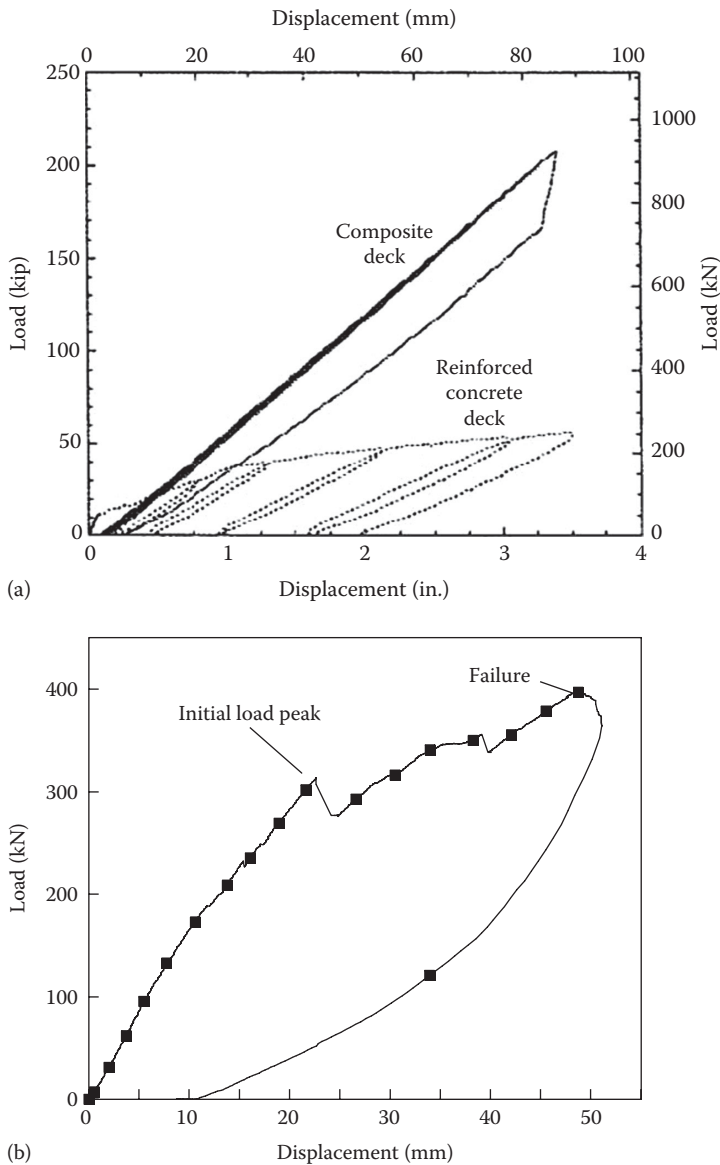 Displacement (mm)
0 20 40 60 80 100
250
200
150
100
50
0
Load (kip)
1000
800
600
400
200
0
Load (kN)
Composite
deck
Reinforced
concrete
deck
0 1 2 3 4
(a)
Displacement (in.)
400
300
200
100
0
Load (kN)
Initial load peak
Failure
0 10 20 30 40 50
(b)
Displacement (mm)